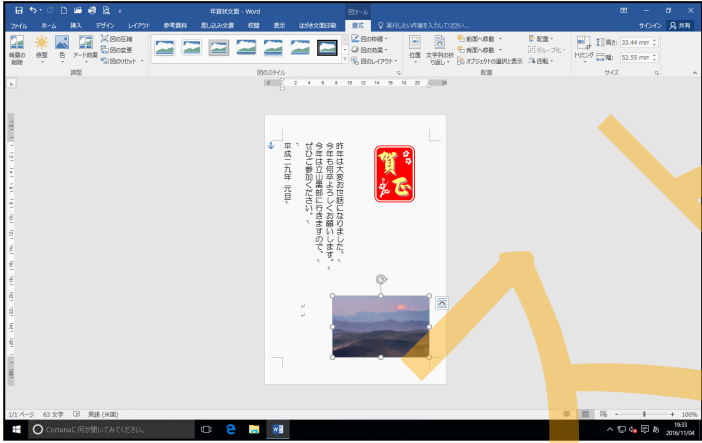 年賀状文面 - Word
図ツール
ファイル ホーム 挿入 デザイン レイアウト 参考資料 差し込み文書 校閲 表示 はがき文面印刷 書式 実行したい作業を入力してください... サインイン 共有
背景の削除 修整 色 アート効果
図の圧縮
図の変更
図のリセット
調整
図のスタイル
図の枠線
図の効果
図のレイアウト
位置 文字列の折り返し
前面へ移動
背面へ移動
オブジェクトの選択と表示
配置
グループ化
回転
配置
トリミング
高さ: 33.44 mm
幅: 52.55 mm
サイズ
賀正
昨年は大変お世話になりました。
今年も何卒よろしくお願いします。
今年は立山黒部に行きますので、
ぜひご参加ください。
平成二九年 元旦
1/1 ページ 63 文字 英語 (米国) 100%
Cortanaに何か聞いてみてください。
あ 19:33
2016/11/04